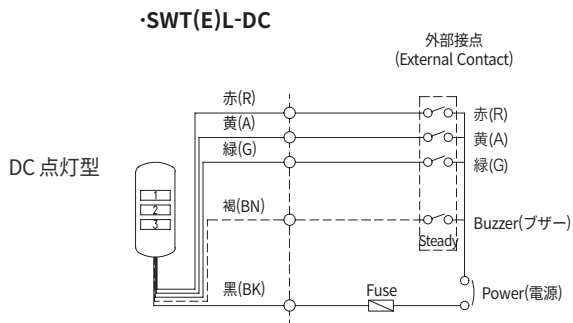 ·SWT(E)L-DC
外部接点
(External Contact)
赤(R)
赤(R)
黄(A)
黄(A)
緑(G)
緑(G)
DC 点灯型
1
2
3
褐(BN)
Buzzer(ブザー)
Steady
黑(BK)
Fuse
Power(電源)